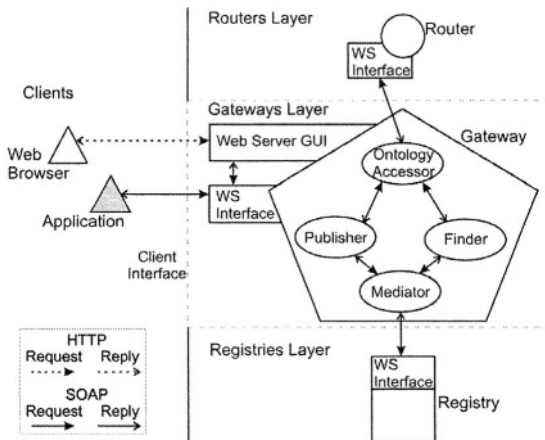 Routers Layer
Router
WS
Interface
Clients
Gateways Layer
Gateway
Web Server GUI
Web
Browser
Ontology
Accessor
WS
Interface
Application
Publisher
Finder
Client
Interface
Mediator
HTTP
Request Reply
SOAP
Request Reply
Registries Layer
WS
Interface
Registry